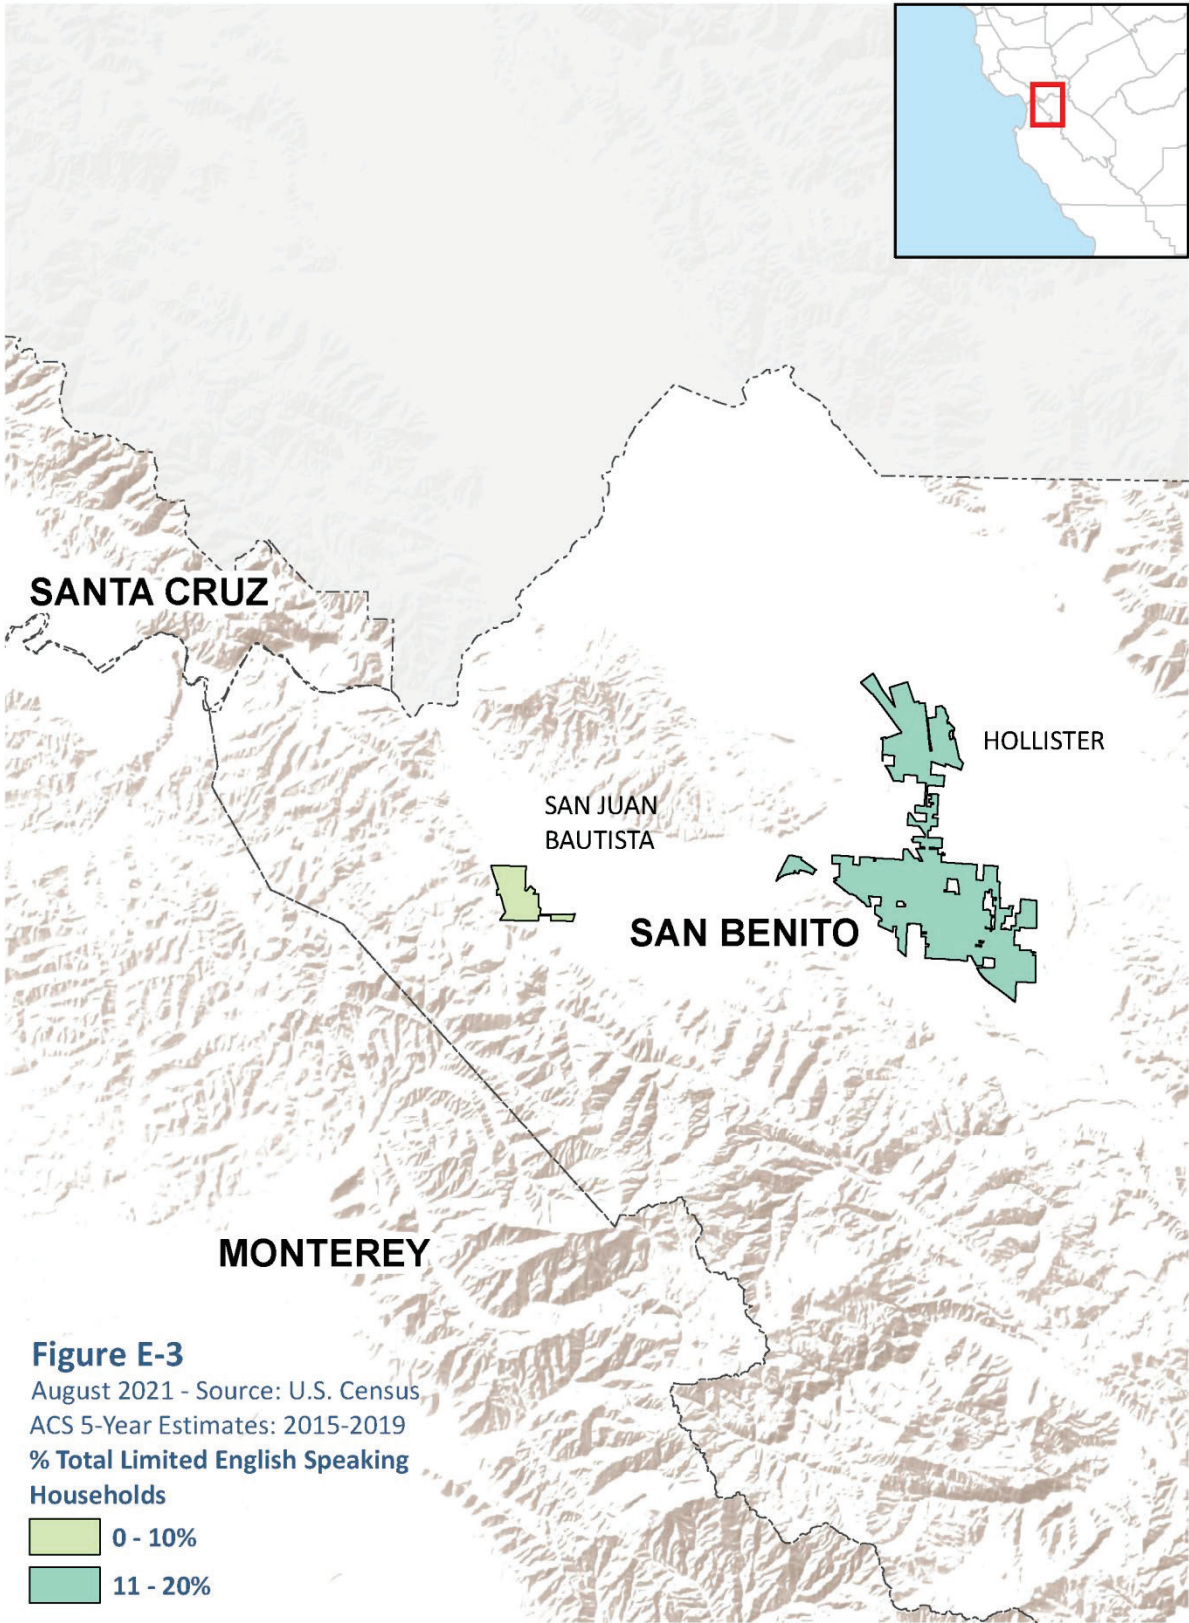 SANTA CRUZ
HOLLISTER
SAN JUAN
BAUTISTA
SAN BENITO
MONTEREY
Figure E-3
August 2021 - Source: U.S. Census
ACS 5-Year Estimates: 2015-2019
% Total Limited English Speaking
Households
0 - 10%
11 - 20%